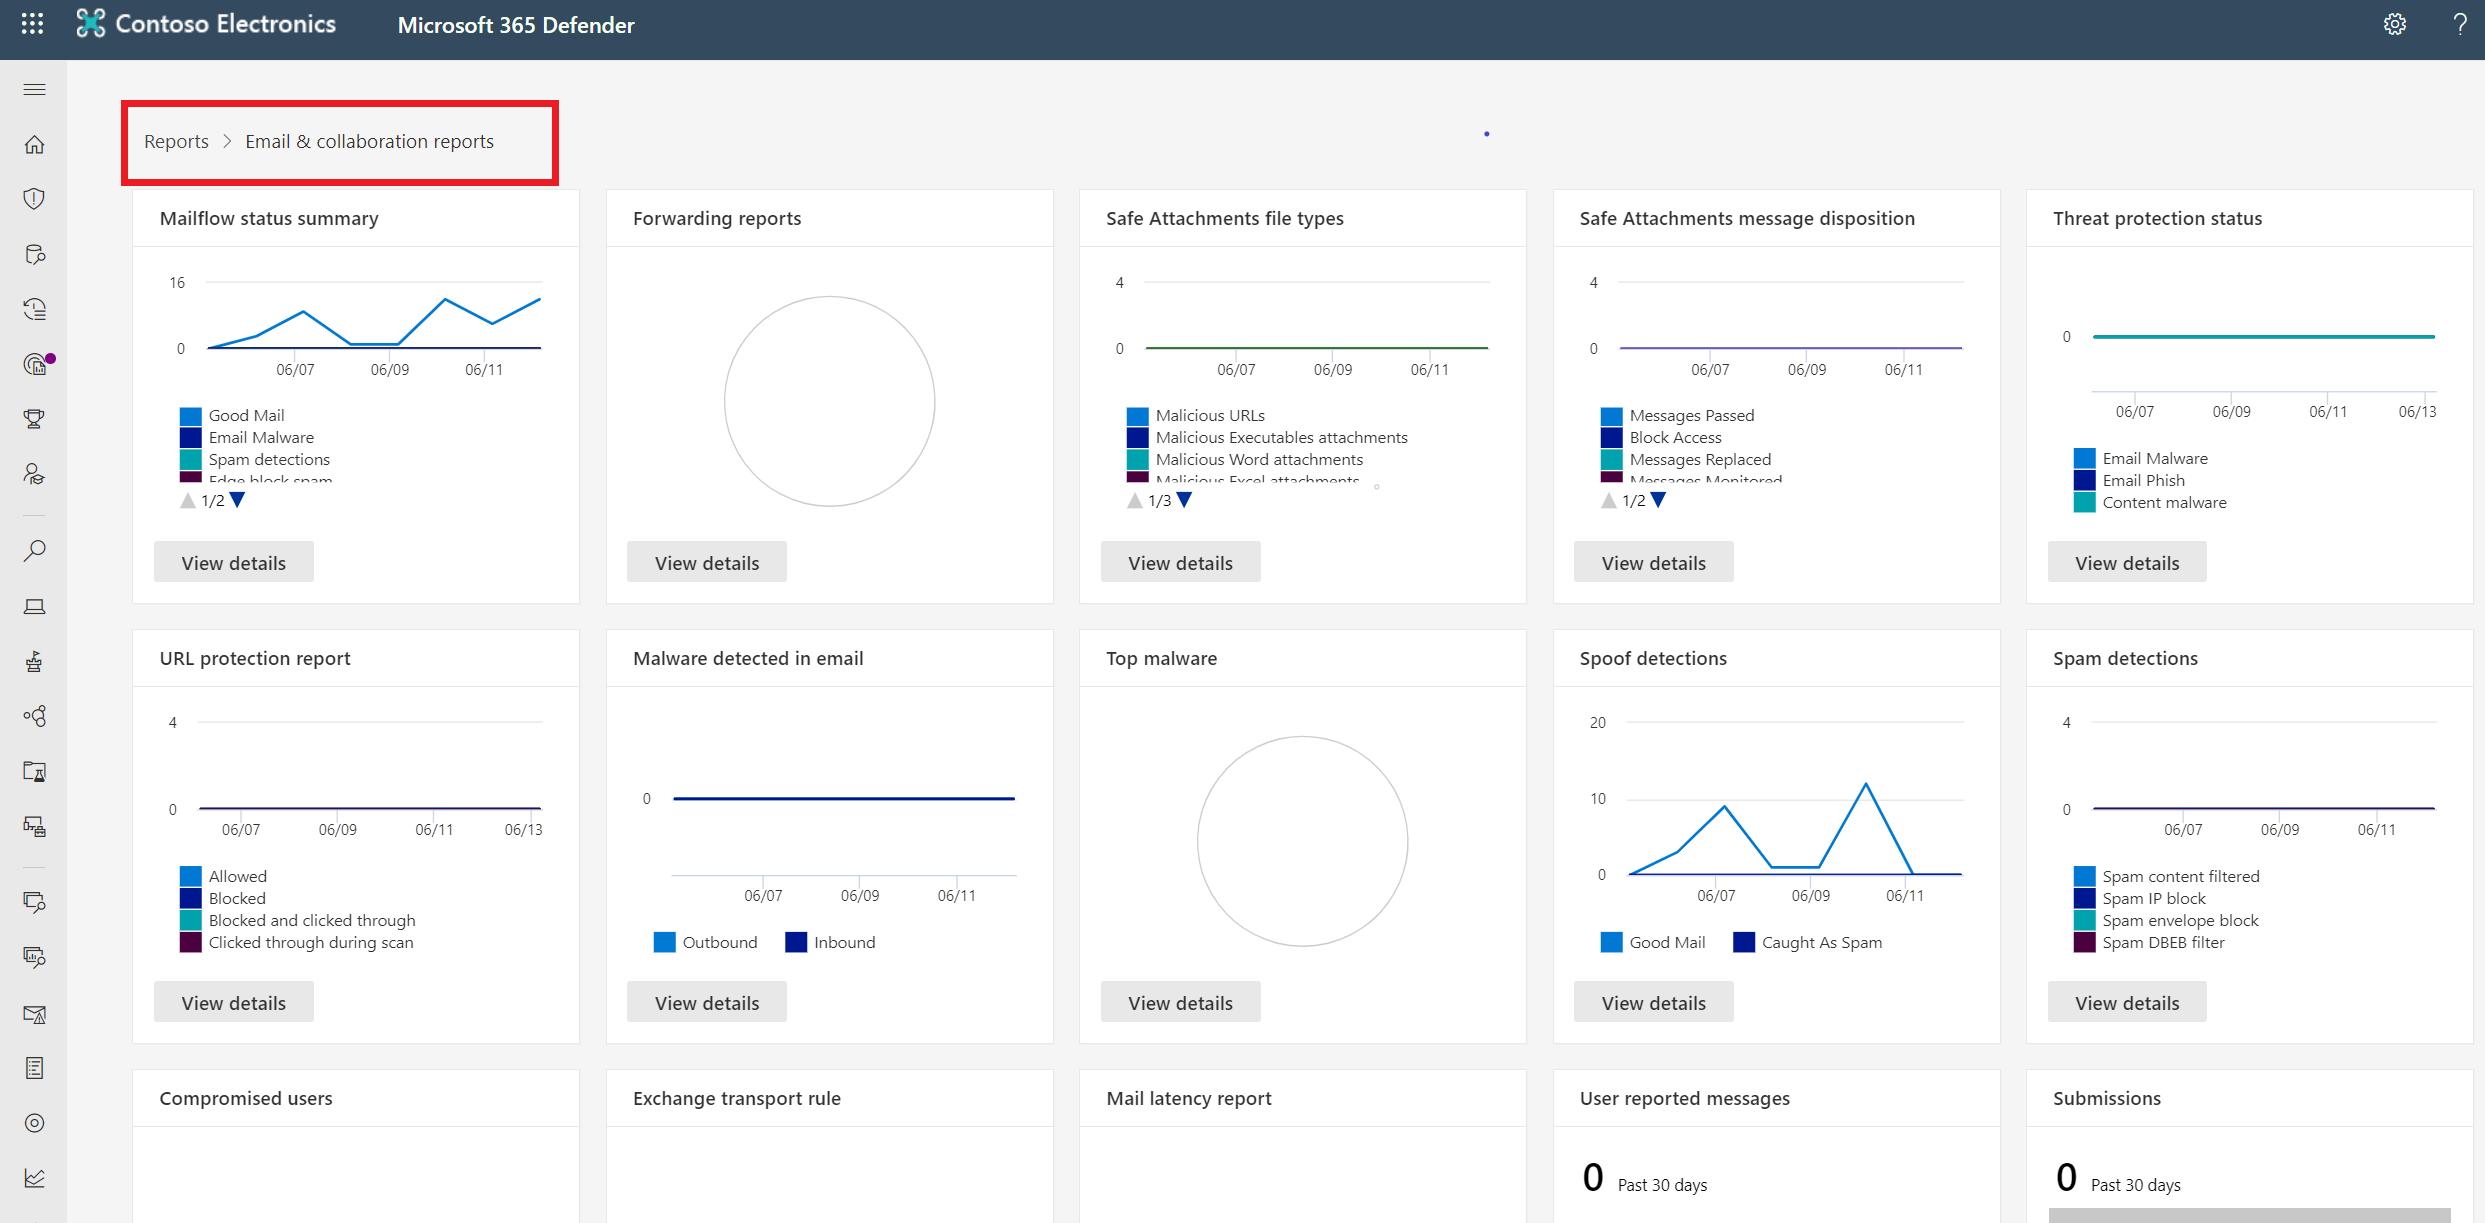 Contoso Electronics
Microsoft 365 Defender
?
Reports > Email & collaboration reports
Mailflow status summary
16
0
06/07 06/09 06/11
Good Mail
Email Malware
Spam detections
Edge block spam
1/2
View details
Forwarding reports
View details
Safe Attachments file types
4
0
06/07 06/09 06/11
Malicious URLs
Malicious Executables attachments
Malicious Word attachments
Malicious Excel attachments
1/3
View details
Safe Attachments message disposition
4
0
06/07 06/09 06/11
Messages Passed
Block Access
Messages Replaced
Messages Monitored
1/2
View details
Threat protection status
0
06/07 06/09 06/11 06/13
Email Malware
Email Phish
Content malware
View details
URL protection report
4
0
06/07 06/09 06/11 06/13
Allowed
Blocked
Blocked and clicked through
Clicked through during scan
View details
Malware detected in email
0
06/07 06/09 06/11
Outbound Inbound
View details
Top malware
View details
Spoof detections
20
10
0
06/07 06/09 06/11
Good Mail Caught As Spam
View details
Spam detections
4
0
06/07 06/09 06/11
Spam content filtered
Spam IP block
Spam envelope block
Spam DBEB filter
View details
Compromised users
Exchange transport rule
Mail latency report
User reported messages
0 Past 30 days
Submissions
0 Past 30 days